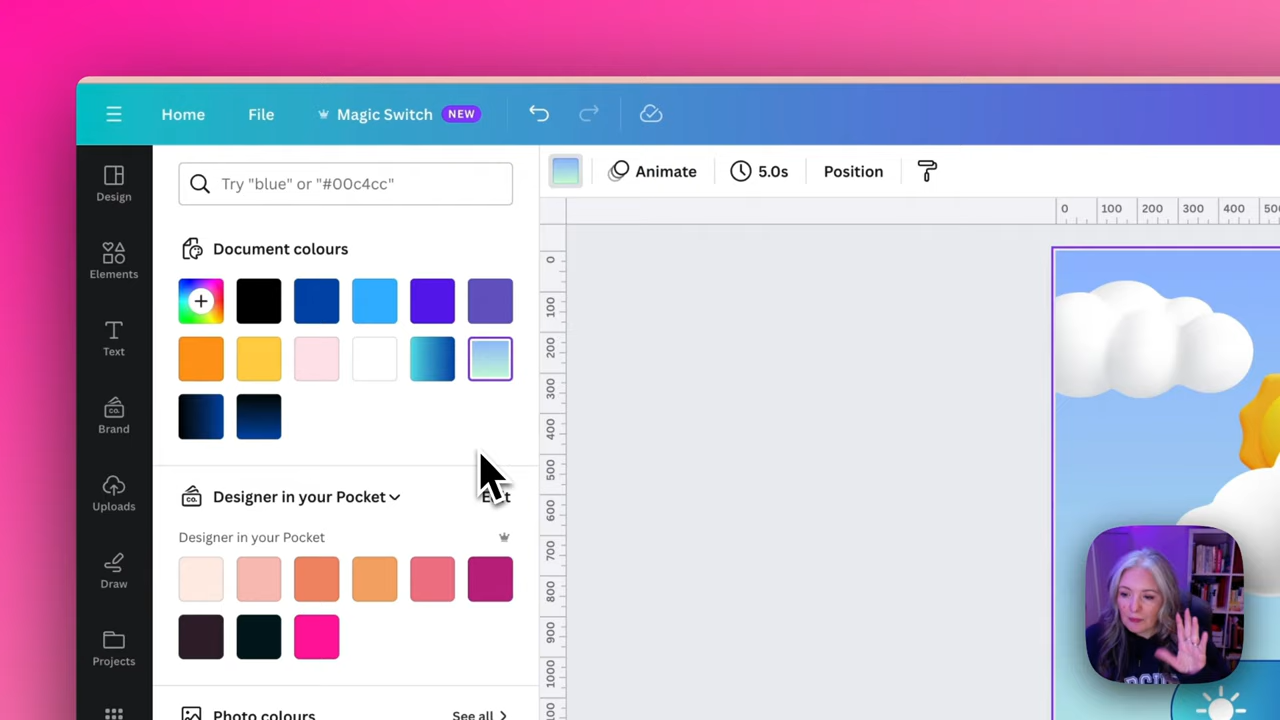 Home File Magic Switch NEW
Design
Elements
Text
Brand
Uploads
Draw
Projects
Try "blue" or "#00c4cc"
Document colours
Designer in your Pocket
Designer in your Pocket
Photo colours See all
Animate 5.0s Position
0 100 200 300 400
0
100
200
300
400
500
600
700
800
900
1000